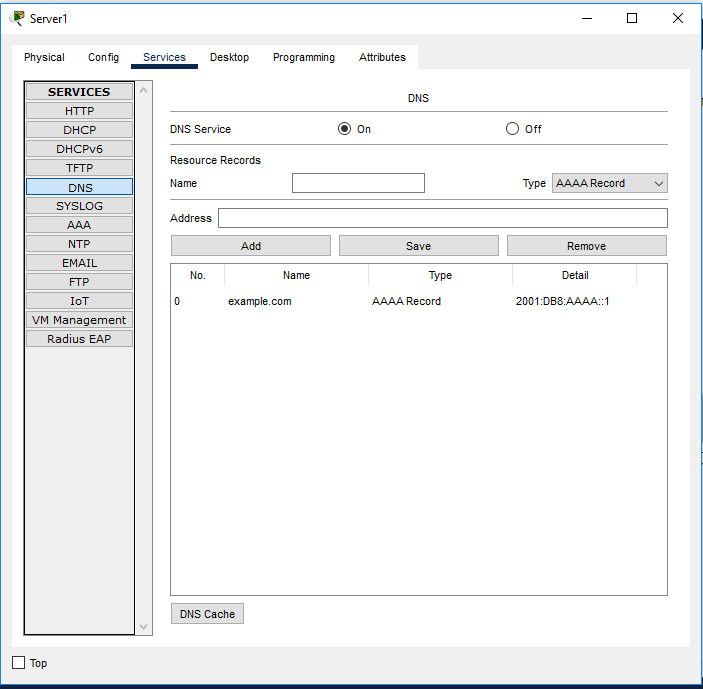 Server1
Physical Config Services Desktop Programming Attributes
SERVICES
HTTP
DHCP
DHCPv6
TFTP
DNS
SYSLOG
AAA
NTP
EMAIL
FTP
IoT
VM Management
Radius EAP
DNS
DNS Service On Off
Resource Records
Name Type AAAA Record
Address
Add Save Remove
No. Name Type Detail
0 example.com AAAA Record 2001:DB8:AAAA::1
DNS Cache
Top